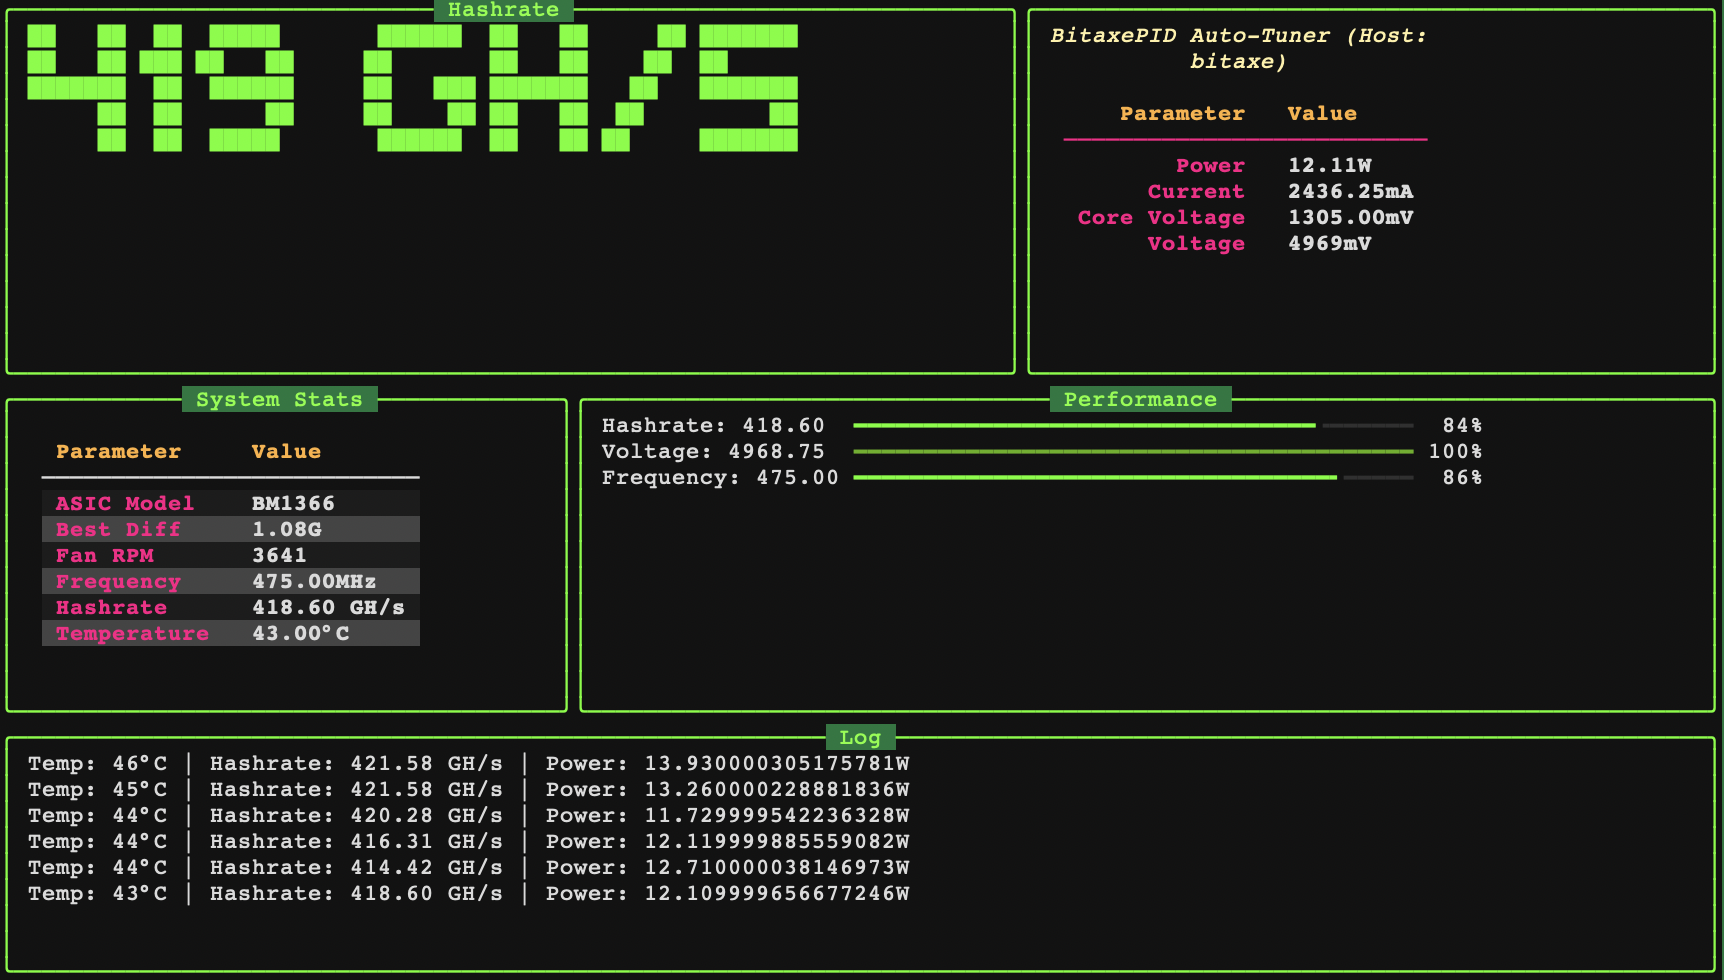 Hashrate
419 GH/S
BitaxePID Auto-Tuner (Host:
bitaxe)
Parameter Value
Power 12.11W
Current 2436.25mA
Core Voltage 1305.00mV
Voltage 4969mV
System Stats
Parameter Value
ASIC Model BM1366
Best Diff 1.08G
Fan RPM 3641
Frequency 475.00MHz
Hashrate 418.60 GH/s
Temperature 43.00°C
Performance
Hashrate: 418.60 84%
Voltage: 4968.75 100%
Frequency: 475.00 86%
Log
Temp: 46°C | Hashrate: 421.58 GH/s | Power: 13.930000305175781W
Temp: 45°C | Hashrate: 421.58 GH/s | Power: 13.260000228881836W
Temp: 44°C | Hashrate: 420.28 GH/s | Power: 11.729999542236328W
Temp: 44°C | Hashrate: 416.31 GH/s | Power: 12.119999885559082W
Temp: 44°C | Hashrate: 414.42 GH/s | Power: 12.710000038146973W
Temp: 43°C | Hashrate: 418.60 GH/s | Power: 12.109999656677246W